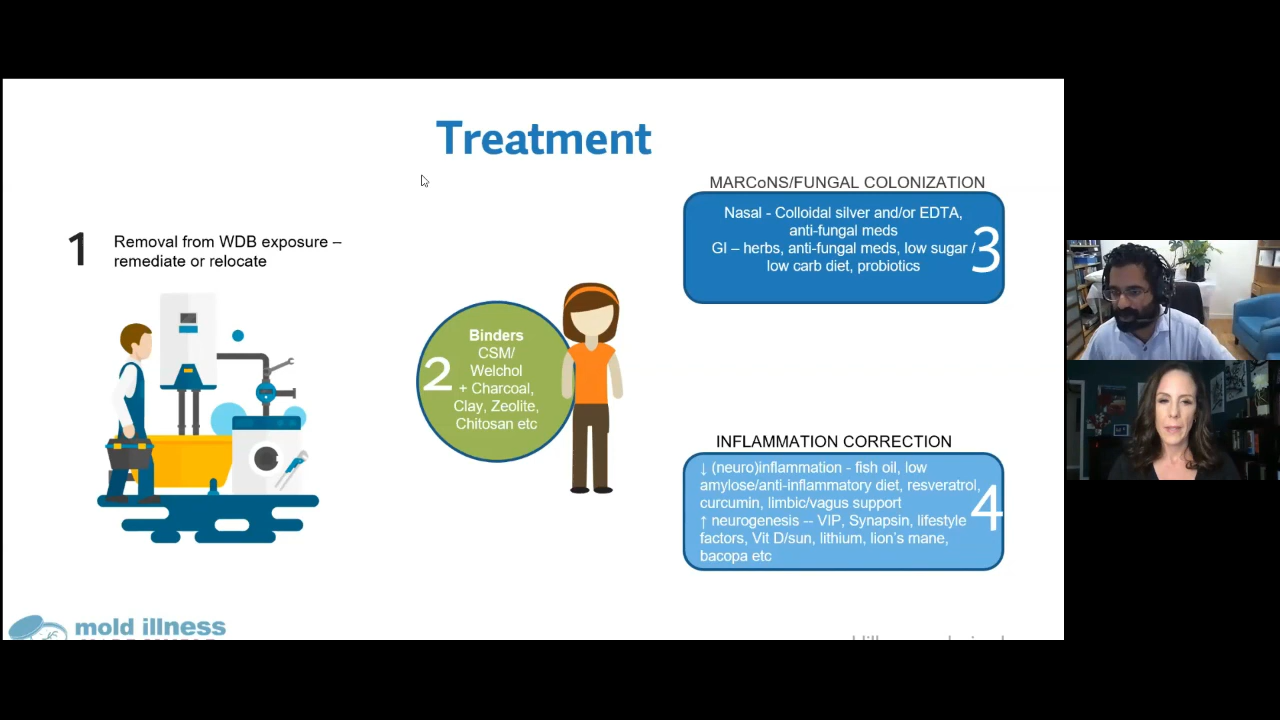 Treatment
1
Removal from WDB exposure –
remediate or relocate
2
Binders
CSM/
Welchol
+ Charcoal,
Clay, Zeolite,
Chitosan etc
MARCoNS/FUNGAL COLONIZATION
Nasal - Colloidal silver and/or EDTA,
anti-fungal meds
GI – herbs, anti-fungal meds, low sugar /
low carb diet, probiotics
3
INFLAMMATION CORRECTION
↓ (neuro)inflammation - fish oil, low
amylose/anti-inflammatory diet, resveratrol,
curcumin, limbic/vagus support
↑ neurogenesis -- VIP, Synapsin, lifestyle
factors, Vit D/sun, lithium, lion's mane,
bacopa etc
4
mold illness